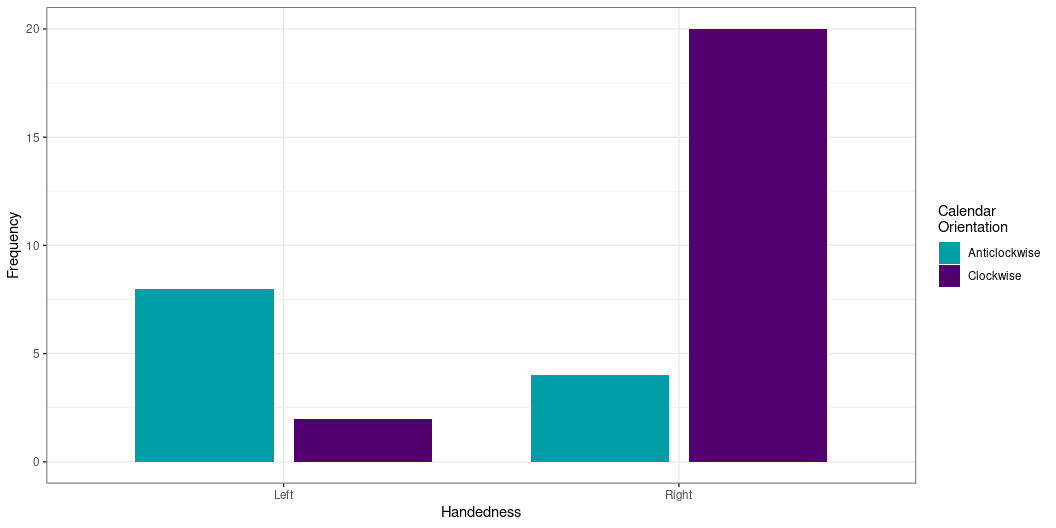 20
15
10
5
0
Frequency
Left
Right
Handedness
Calendar
Orientation
Anticlockwise
Clockwise